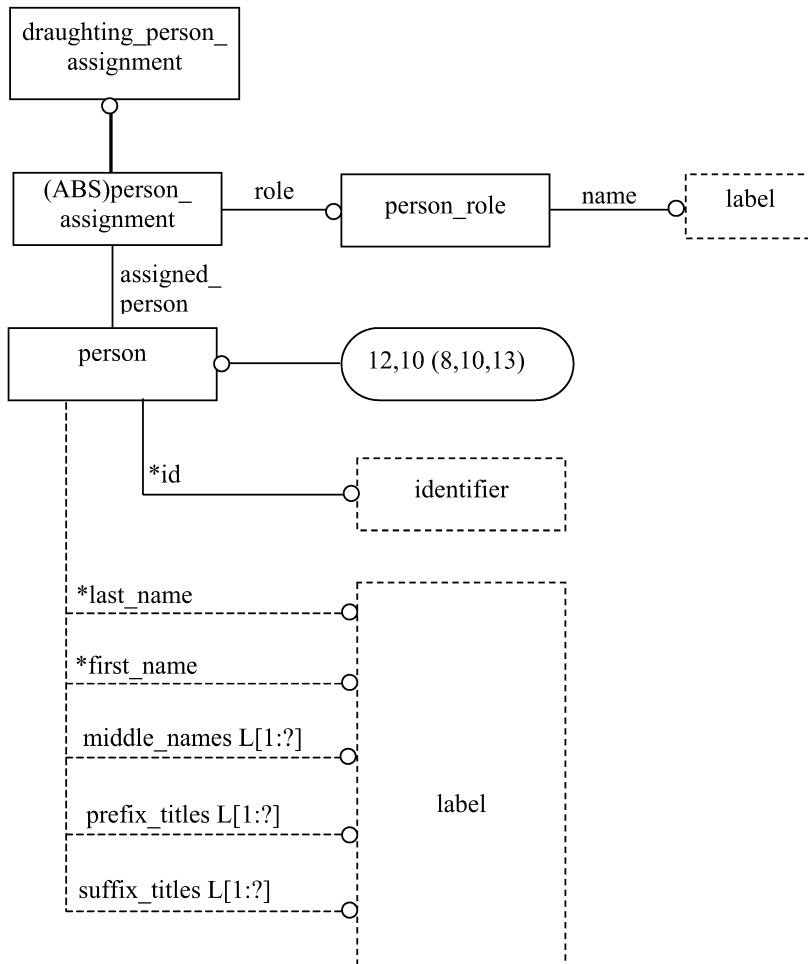 draughting_person_
assignment
(ABS)person_
assignment
role
person_role
name
label
assigned_
person
person
12,10 (8,10,13)
*id
identifier
*last_name
*first_name
middle_names L[1:?]
prefix_titles L[1:?]
label
suffix_titles L[1:?]